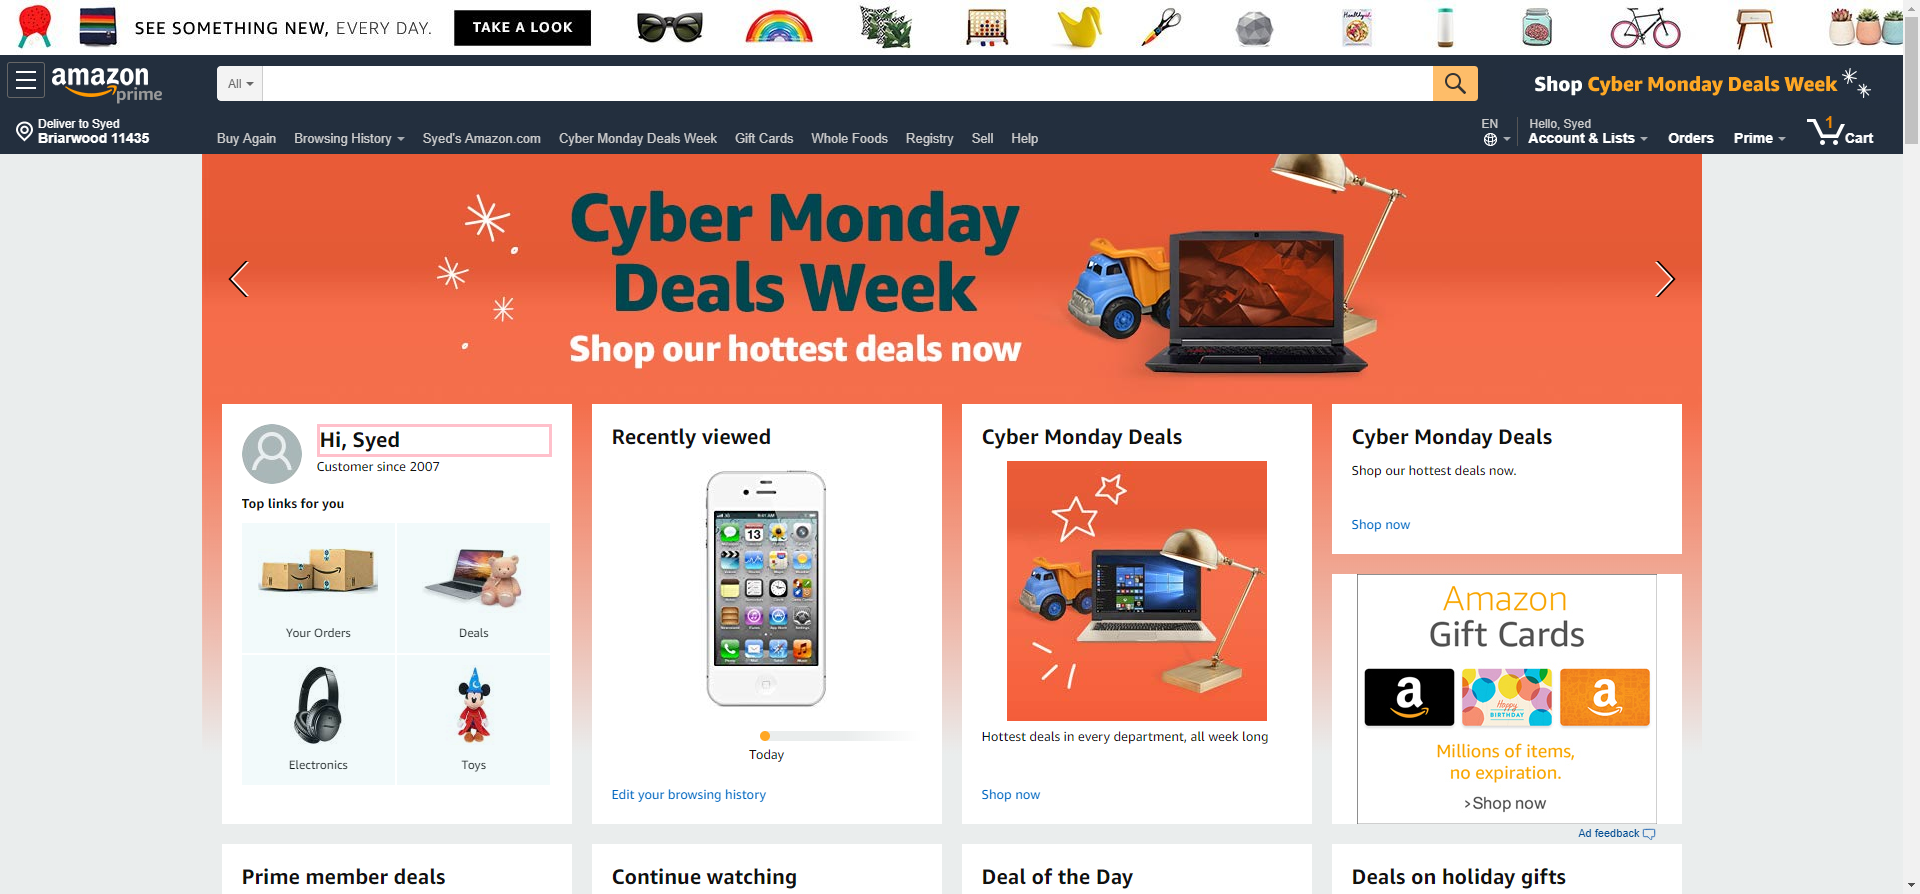 SEE SOMETHING NEW, EVERY DAY.
TAKE A LOOK
amazon
prime
All
Shop Cyber Monday Deals Week
Deliver to Syed
Briarwood 11435
Buy Again
Browsing History
Syed's Amazon.com
Cyber Monday Deals Week
Gift Cards
Whole Foods
Registry
Sell
Help
EN
Hello, Syed
Account & Lists
Orders
Prime
1
Cart
Cyber Monday
Deals Week
Shop our hottest deals now
Hi, Syed
Customer since 2007
Top links for you
Your Orders
Deals
Electronics
Toys
Recently viewed
Today
Edit your browsing history
Cyber Monday Deals
Hottest deals in every department, all week long
Shop now
Cyber Monday Deals
Shop our hottest deals now.
Shop now
Amazon
Gift Cards
a
Happy
BIRTHDAY
a
Millions of items,
no expiration.
>Shop now
Ad feedback
Prime member deals
Continue watching
Deal of the Day
Deals on holiday gifts